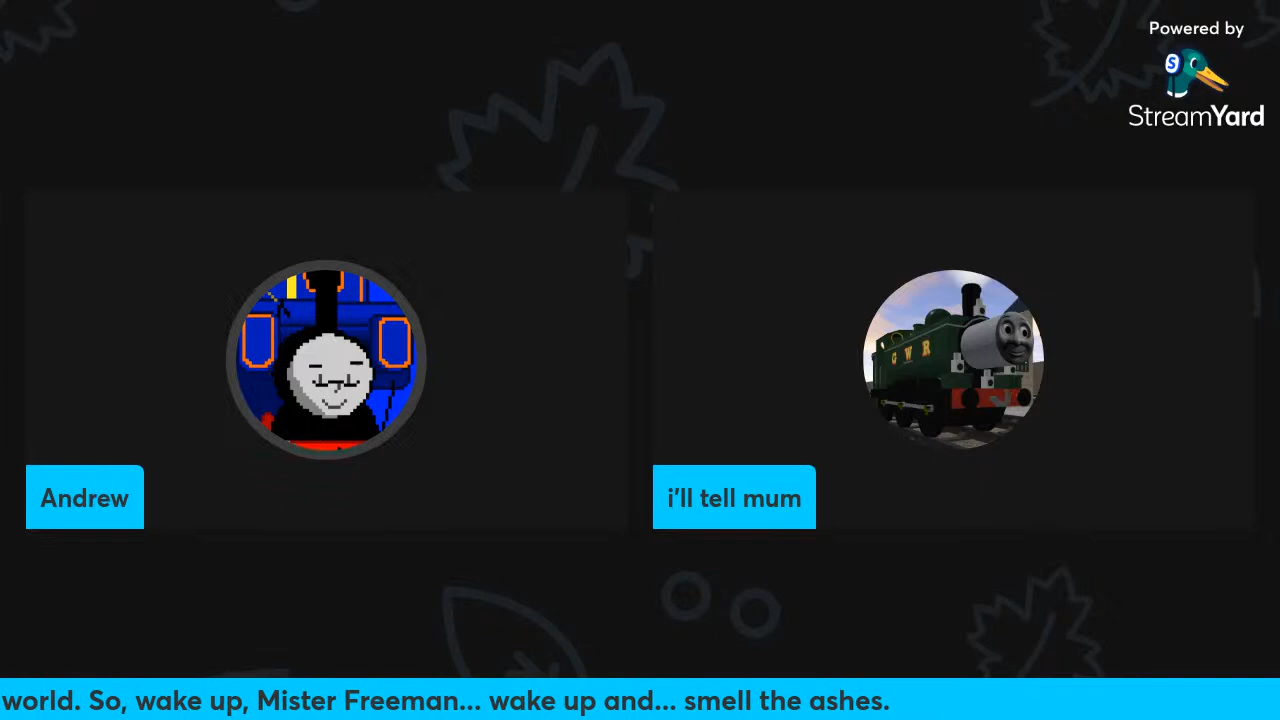 Powered by
S
StreamYard
G W R
Andrew
i'll tell mum
world. So, wake up, Mister Freeman... wake up and... smell the ashes.